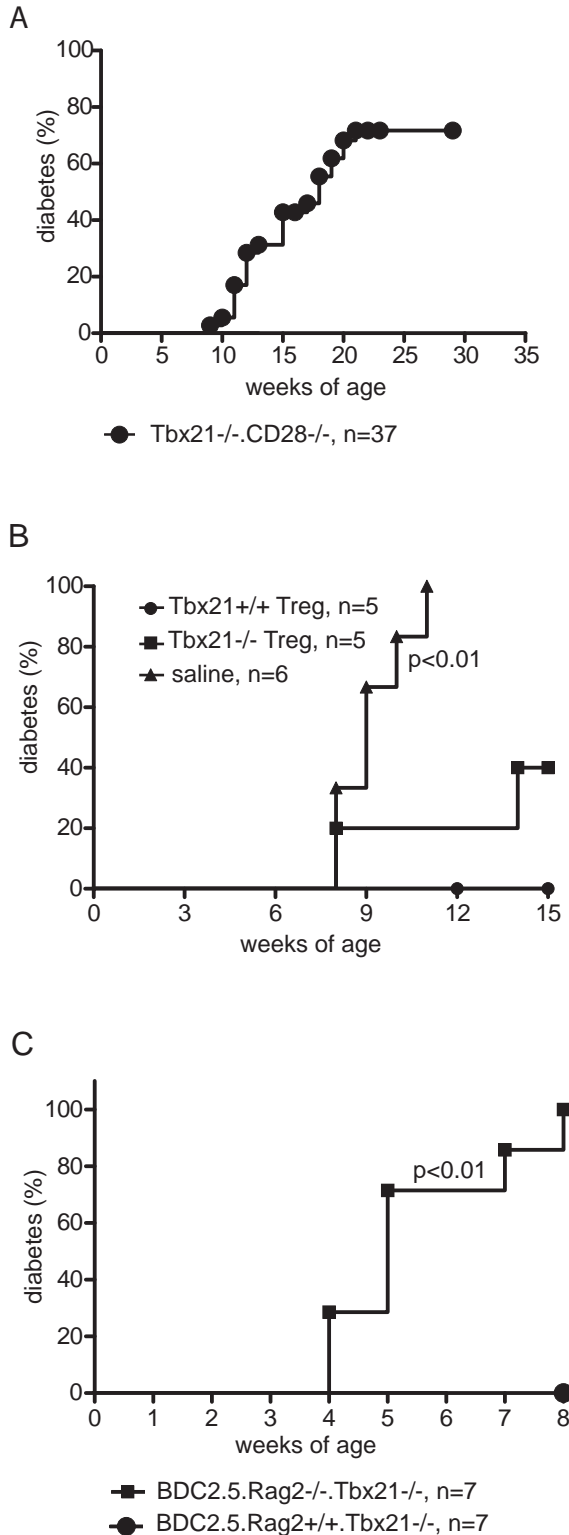 A
100
80
60
40
20
0
diabetes (%)
0 5 10 15 20 25 30 35
weeks of age
Tbx21-/-.CD28-/-, n=37
B
100
80
60
40
20
0
diabetes (%)
Tbx21+/+ Treg, n=5
Tbx21-/- Treg, n=5
saline, n=6
p<0.01
0 3 6 9 12 15
weeks of age
C
100
80
60
40
20
0
diabetes (%)
p<0.01
0 1 2 3 4 5 6 7 8
weeks of age
BDC2.5.Rag2-/-.Tbx21-/-, n=7
BDC2.5.Rag2+/+.Tbx21-/-, n=7